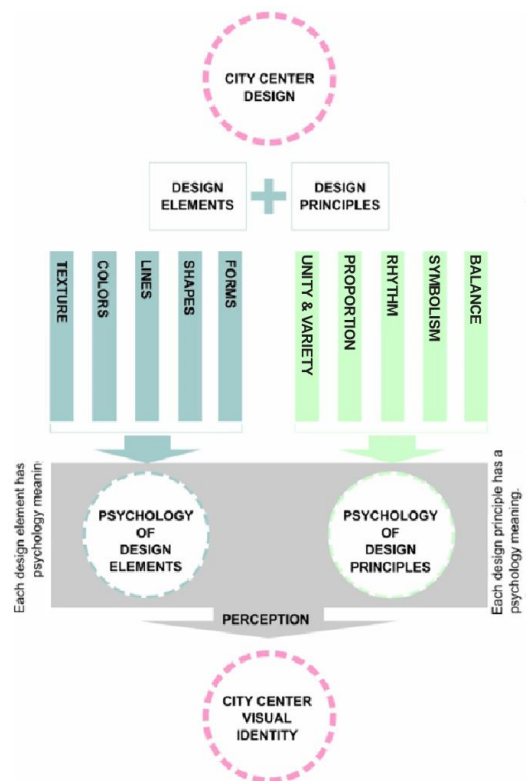 CITY CENTER
DESIGN
DESIGN
ELEMENTS
DESIGN
PRINCIPLES
TEXTURE
COLORS
LINES
SHAPES
FORMS
UNITY & VARIETY
PROPORTION
RHYTHM
SYMBOLISM
BALANCE
Each design element has
psychology meaning
PSYCHOLOGY
OF
DESIGN
ELEMENTS
PSYCHOLOGY
OF
DESIGN
PRINCIPLES
Each design principle has a
psychology meaning.
PERCEPTION
CITY CENTER
VISUAL
IDENTITY